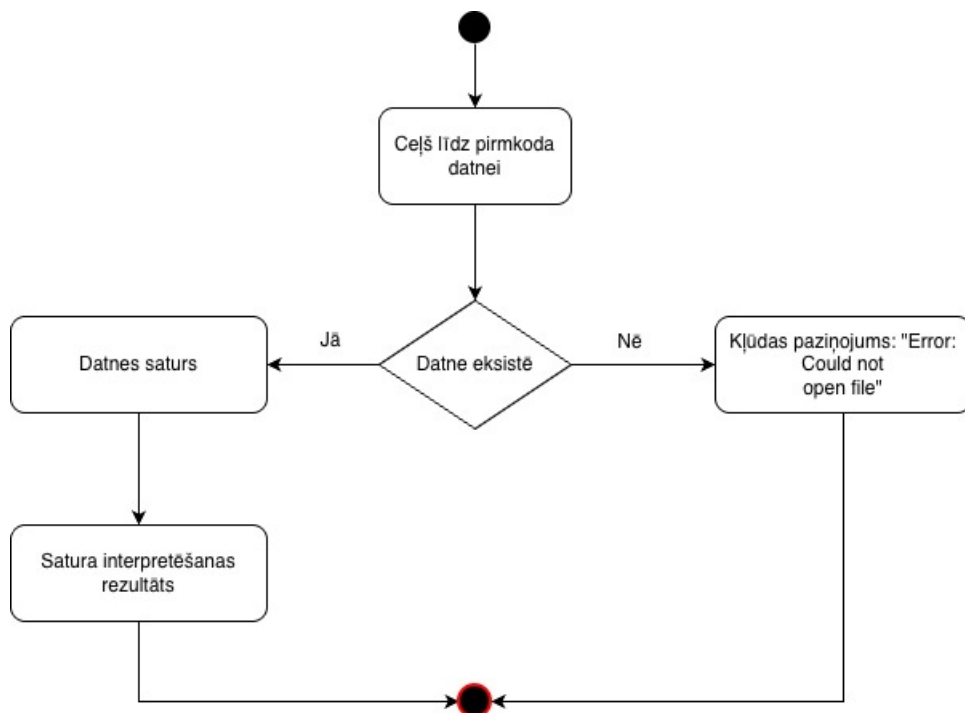 Ceļš līdz pirmkoda
datnei
Jā
Datne eksistē
Nē
Datnes saturs
Kļūdas paziņojums: "Error:
Could not
open file"
Satura interpretēšanas
rezultāts